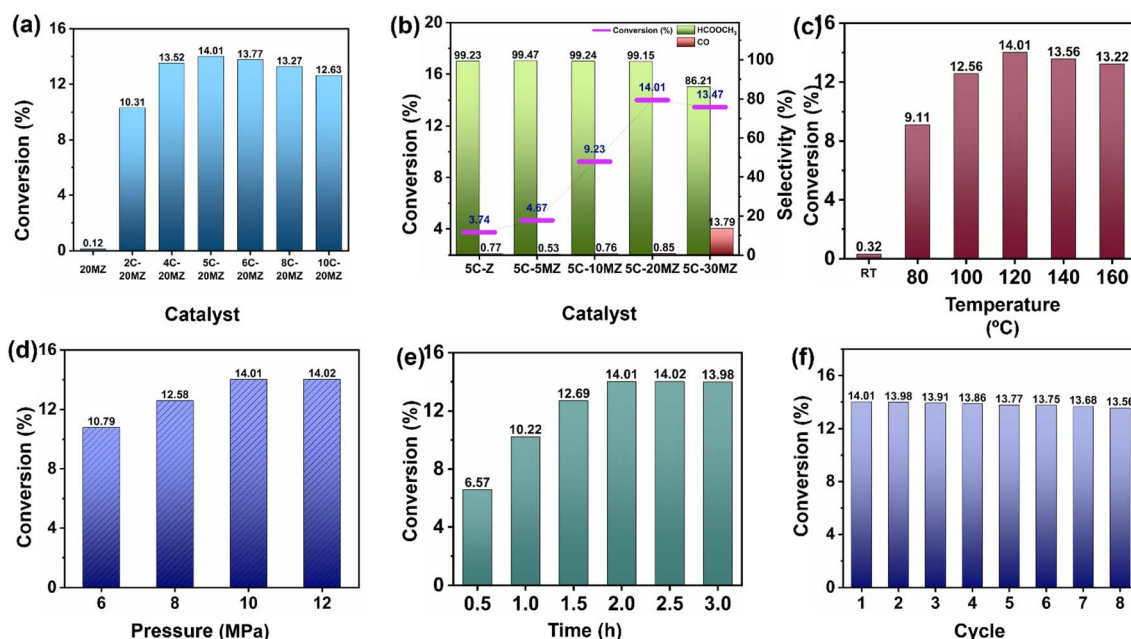 (a)
Conversion (%)
16
12
8
4
0
0.12
10.31
13.52
14.01
13.77
13.27
12.63
20MZ
2C-
20MZ
4C-
20MZ
5C-
20MZ
6C-
20MZ
8C-
20MZ
10C-
20MZ
Catalyst
(b)
Conversion (%)
HCOOCH3
CO
Conversion (%)
20
16
12
8
4
99.23
99.47
99.24
99.15
86.21
3.74
4.67
9.23
14.01
13.47
0.77
0.53
0.76
0.85
13.79
100
80
60
40
20
0
Selectivity (%)
5C-Z
5C-5MZ
5C-10MZ
5C-20MZ
5C-30MZ
Catalyst
(c)
Conversion (%)
16
12
8
4
0
0.32
9.11
12.56
14.01
13.56
13.22
RT
80
100
120
140
160
Temperature
(ºC)
(d)
Conversion (%)
16
12
8
4
0
10.79
12.58
14.01
14.02
6
8
10
12
Pressure (MPa)
(e)
Conversion (%)
16
12
8
4
0
6.57
10.22
12.69
14.01
14.02
13.98
0.5
1.0
1.5
2.0
2.5
3.0
Time (h)
(f)
Conversion (%)
16
12
8
4
0
14.01
13.98
13.91
13.86
13.77
13.75
13.68
13.56
1
2
3
4
5
6
7
8
Cycle